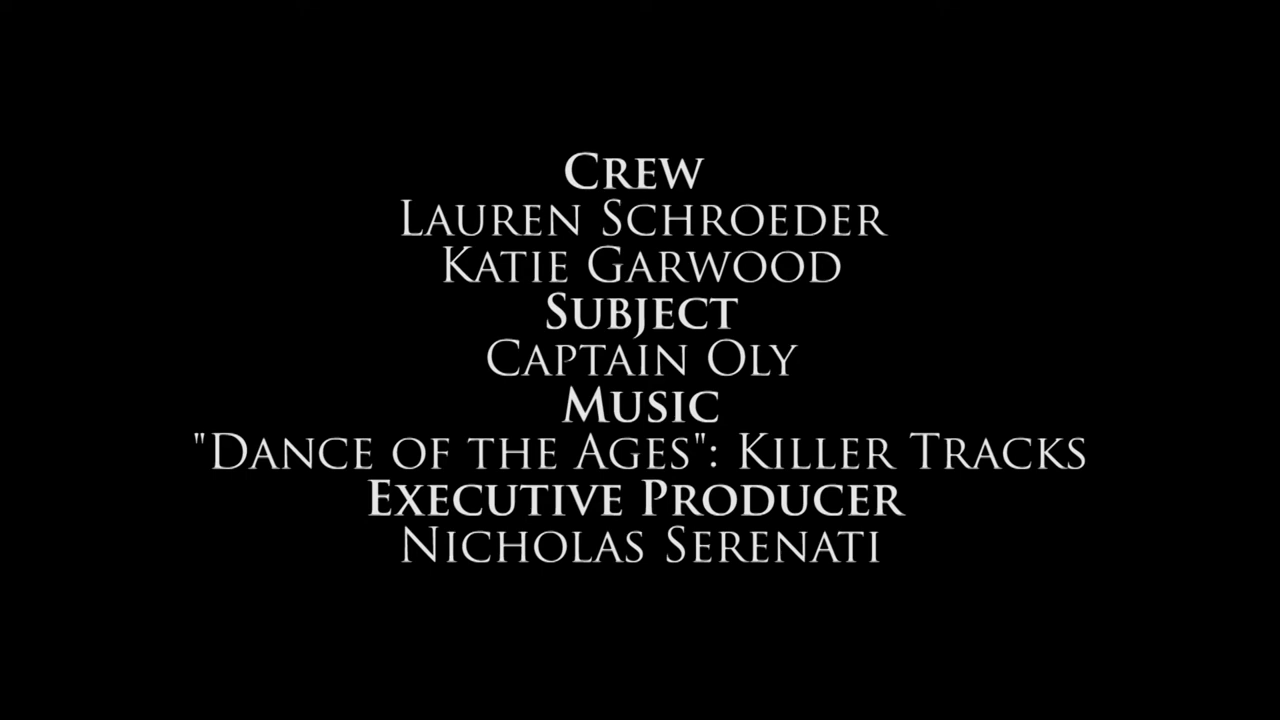 Crew
Lauren Schroeder
Katie Garwood
Subject
Captain Oly
Music
"Dance of the Ages": Killer Tracks
Executive Producer
Nicholas Serenati